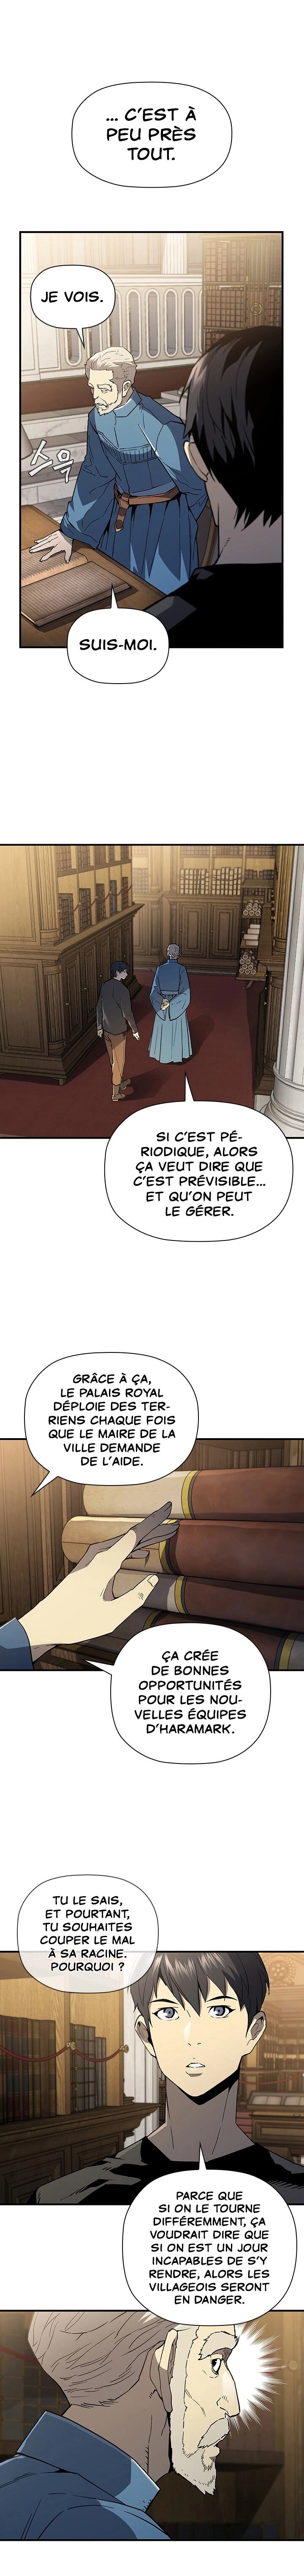 ... C'EST À
PEU PRÈS
TOUT.
JE VOIS.
스윽
SUIS-MOI.
SI C'EST PÉ-
RIODIQUE, ALORS
ÇA VEUT DIRE QUE
C'EST PRÉVISIBLE...
ET QU'ON PEUT
LE GÉRER.
GRÂCE À ÇA,
LE PALAIS ROYAL
DÉPLOIE DES TER-
RIENS CHAQUE FOIS
QUE LE MAIRE DE LA
VILLE DEMANDE
DE L'AIDE.
ÇA CRÉE
DE BONNES
OPPORTUNITÉS
POUR LES NOU-
VELLES ÉQUIPES
D'HARAMARK.
TU LE SAIS,
ET POURTANT,
TU SOUHAITES
COUPER LE MAL
À SA RACINE.
POURQUOI ?
PARCE QUE
SI ON LE TOURNE
DIFFÉREMMENT, ÇA
VOUDRAIT DIRE QUE
SI ON EST UN JOUR
INCAPABLES DE S'Y
RENDRE, ALORS LES
VILLAGEOIS SERONT
EN DANGER.